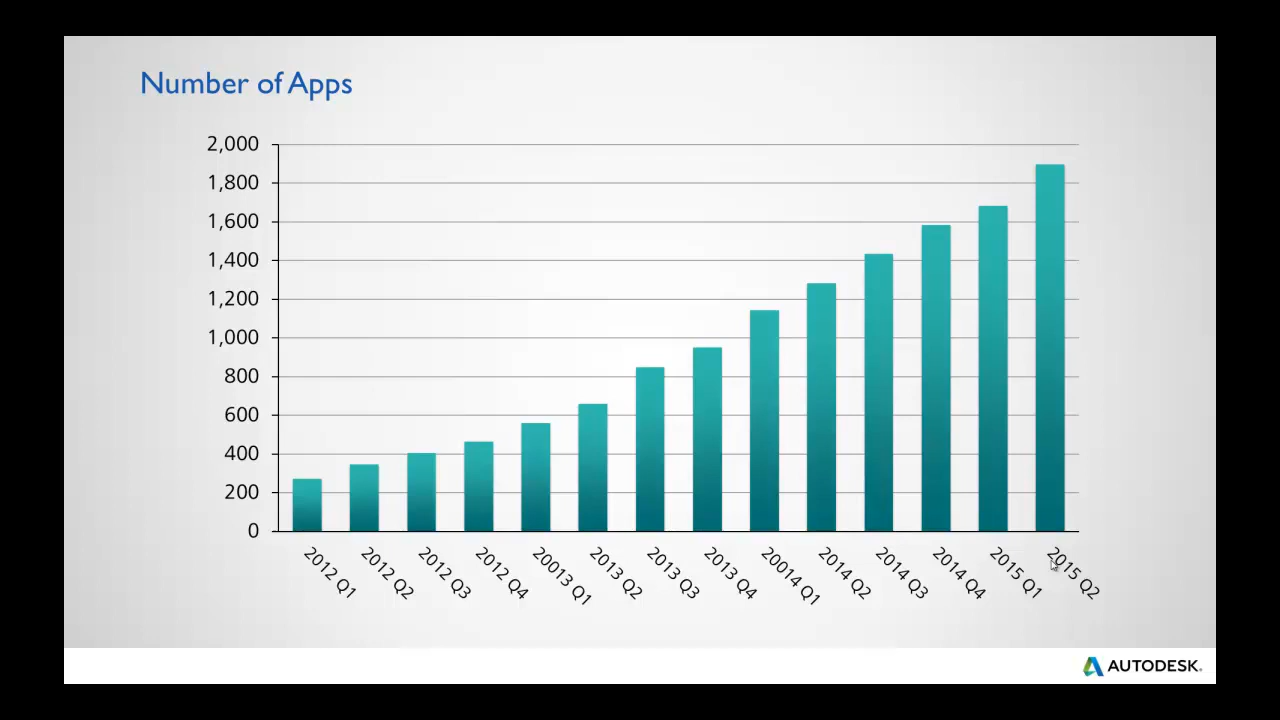 Number of Apps
2,000
1,800
1,600
1,400
1,200
1,000
800
600
400
200
0
2012 Q1
2012 Q2
2012 Q3
2012 Q4
20013 Q1
2013 Q2
2013 Q3
2013 Q4
20014 Q1
2014 Q2
2014 Q3
2014 Q4
2015 Q1
2015 Q2
AUTODESK.